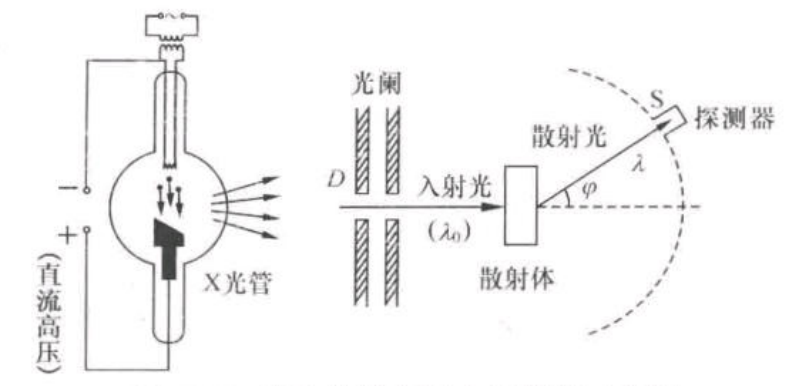 ~
−
+
(直流高压)
X光管
光阑
D
入射光
(λ₀)
散射体
散射光
λ
φ
S
探测器